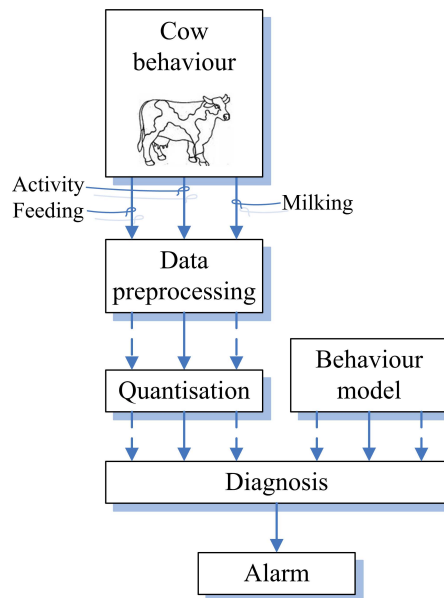 Cow
behaviour
Activity
Feeding
Milking
Data
preprocessing
Quantisation
Behaviour
model
Diagnosis
Alarm